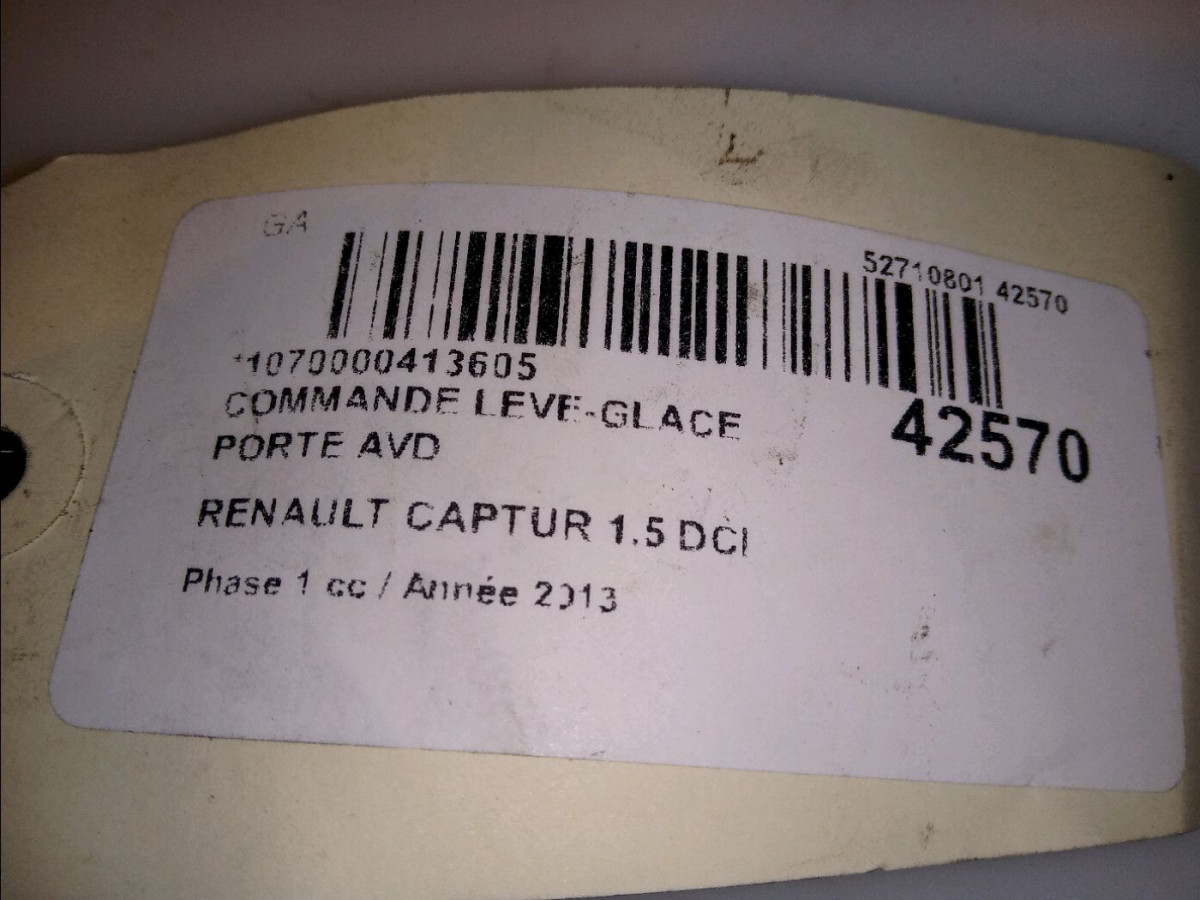 GA
52710801 42570
*1070000413605
COMMANDE LEVE-GLACE
PORTE AVD
42570
RENAULT CAPTUR 1.5 DCI
Phase 1 cc / Année 2013